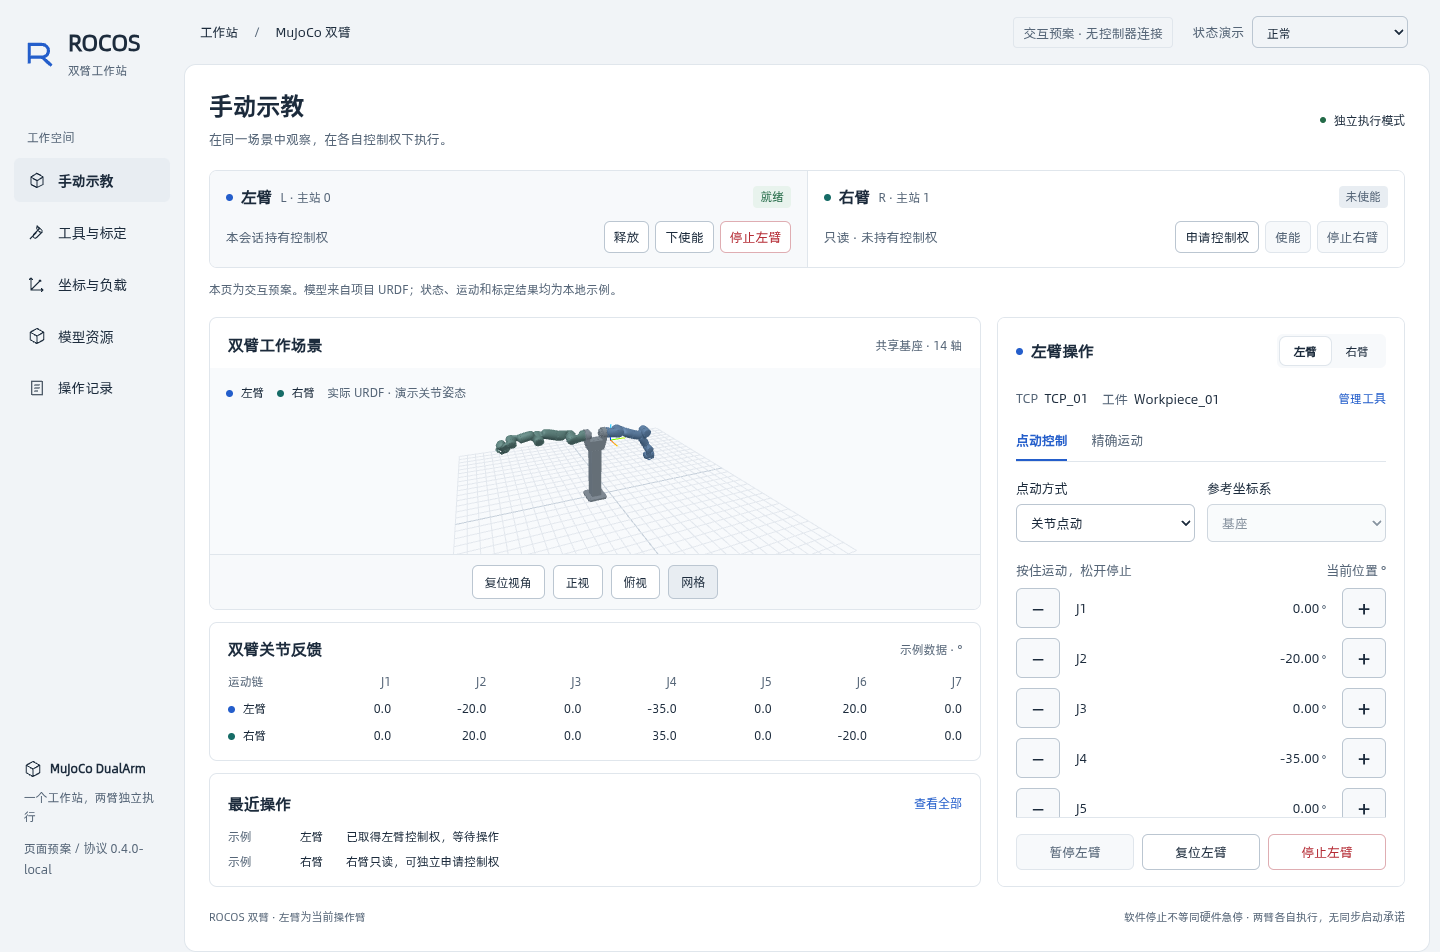 ROCOS
双臂工作站
工作空间
手动示教
工具与标定
坐标与负载
模型资源
操作记录
MuJoCo DualArm
一个工作站，两臂独立执
行
页面预案 / 协议 0.4.0-
local
工作站 / MuJoCo 双臂
交互预案 · 无控制器连接
状态演示
正常
手动示教
在同一场景中观察，在各自控制权下执行。
独立执行模式
左臂 L · 主站 0
就绪
本会话持有控制权
释放
下使能
停止左臂
右臂 R · 主站 1
未使能
只读 · 未持有控制权
申请控制权
使能
停止右臂
本页为交互预案。模型来自项目 URDF；状态、运动和标定结果均为本地示例。
双臂工作场景
共享基座 · 14 轴
左臂 右臂 实际 URDF · 演示关节姿态
复位视角
正视
俯视
网格
双臂关节反馈
示例数据 · °
运动链 J1 J2 J3 J4 J5 J6 J7
左臂 0.0 -20.0 0.0 -35.0 0.0 20.0 0.0
右臂 0.0 20.0 0.0 35.0 0.0 -20.0 0.0
最近操作
查看全部
示例 左臂 已取得左臂控制权，等待操作
示例 右臂 右臂只读，可独立申请控制权
左臂操作
左臂
右臂
TCP TCP_01 工件 Workpiece_01
管理工具
点动控制
精确运动
点动方式
参考坐标系
关节点动
基座
按住运动，松开停止
当前位置 °
− J1 0.00 ° +
− J2 -20.00 ° +
− J3 0.00 ° +
− J4 -35.00 ° +
− J5 0.00 ° +
暂停左臂
复位左臂
停止左臂
ROCOS 双臂 · 左臂为当前操作臂
软件停止不等同硬件急停 · 两臂各自执行，无同步启动承诺